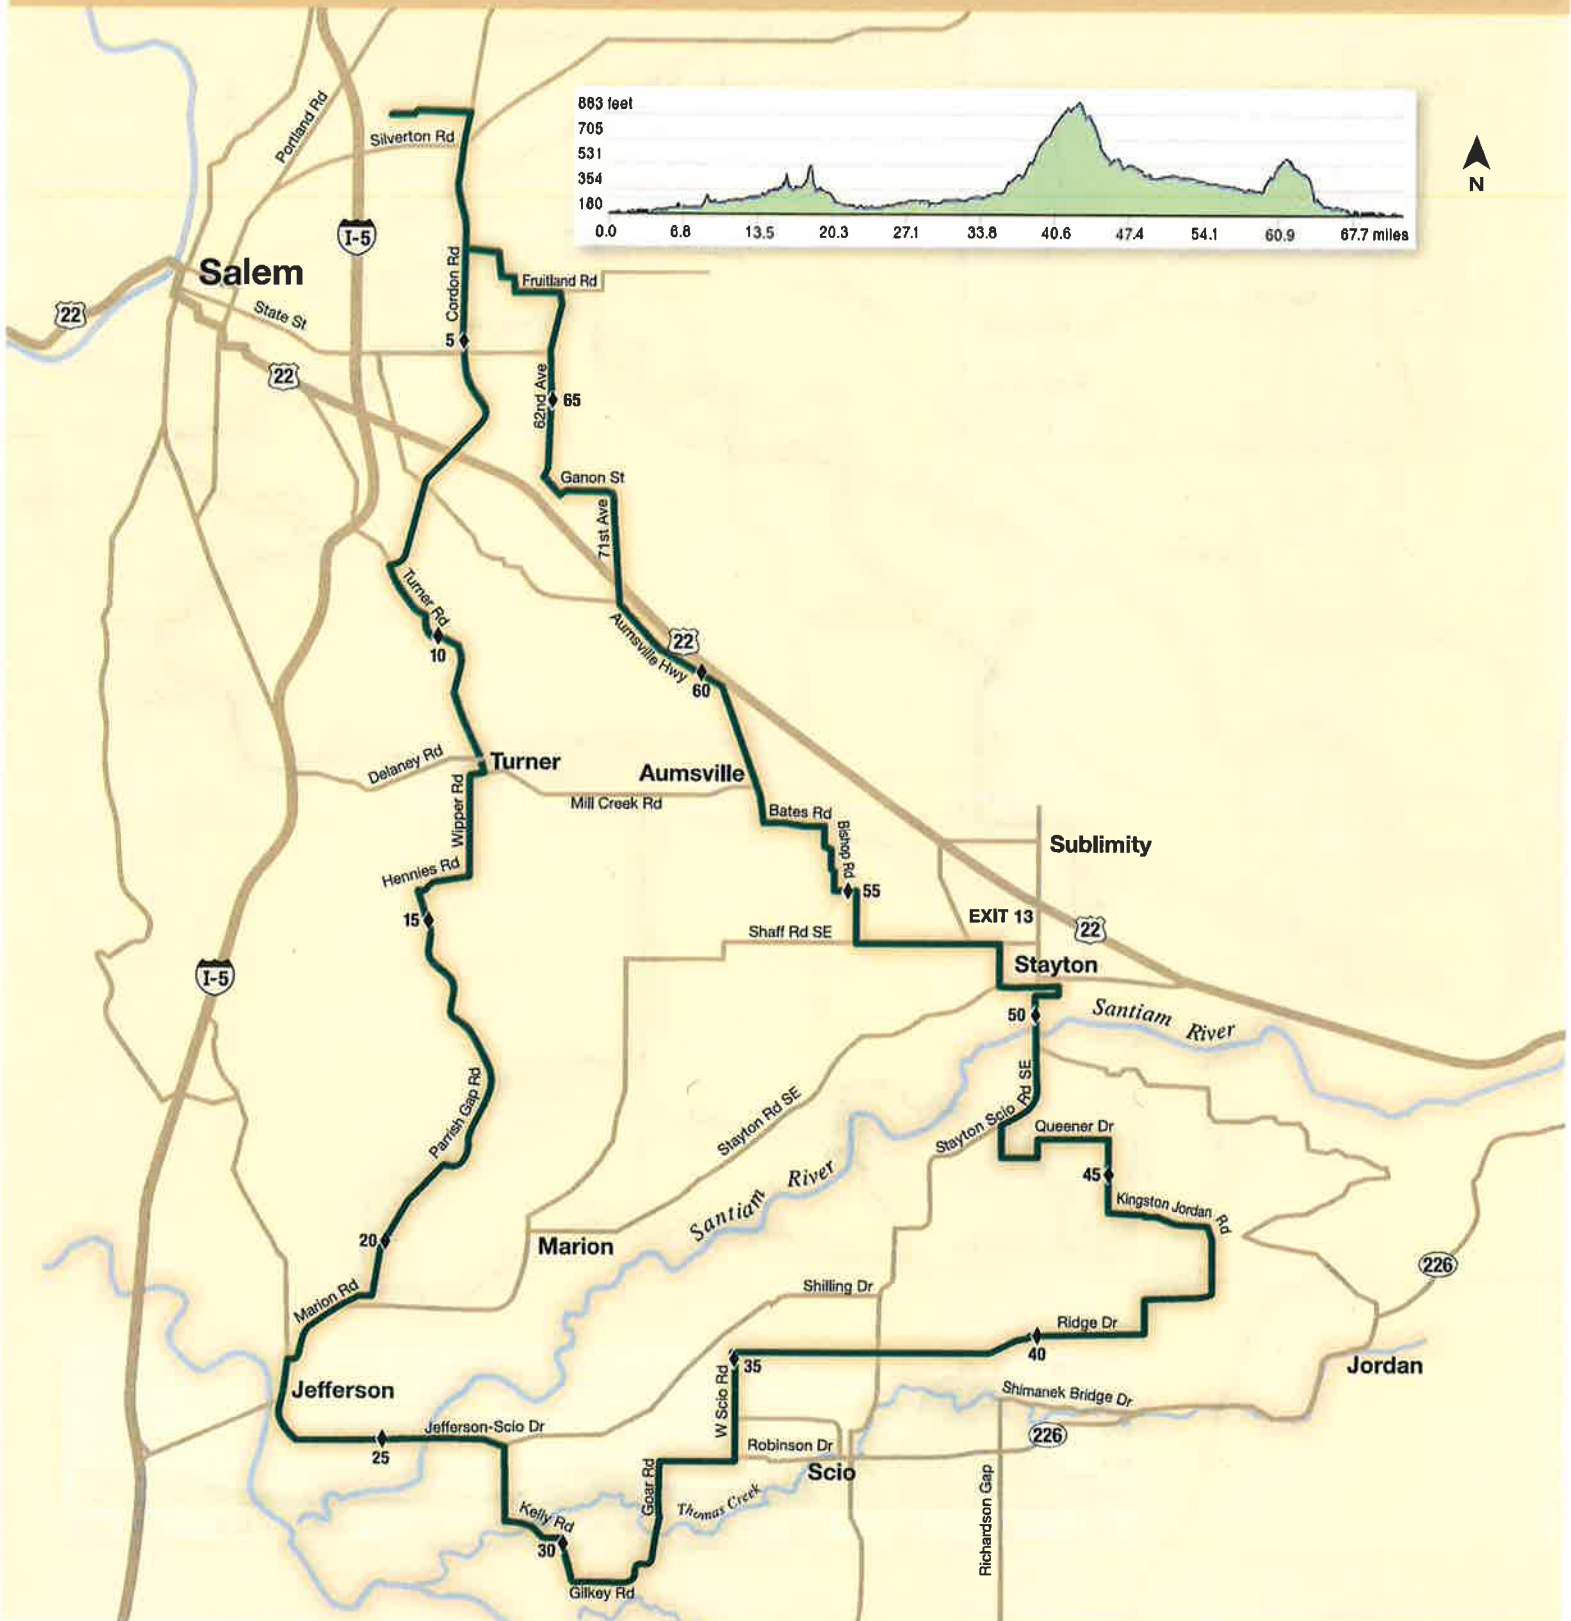 883 feet
705
531
354
180
0.0 6.8 13.5 20.3 27.1 33.8 40.6 47.4 54.1 60.9 67.7 miles
N
Portland Rd
Silverton Rd
I-5
Salem
22
State St
22
Cordon Rd
5
Fruitland Rd
62nd Ave
65
Ganon St
71st Ave
Turner Rd
10
Aumsville Hwy
22
60
Delaney Rd
Turner
Aumsville
Wipper Rd
Mill Creek Rd
Bates Rd
Bishop Rd
Sublimity
Hennies Rd
55
15
EXIT 13
22
Shaff Rd SE
I-5
Stayton
50
Santiam River
Parrish Gap Rd
Stayton Rd SE
Stayton Scio Rd SE
Queener Dr
45
Santiam River
Kingston Jordan Rd
20
Marion
226
Marion Rd
Shilling Dr
Ridge Dr
40
35
Jordan
Jefferson
W Scio Rd
Shimanek Bridge Dr
Jefferson-Scio Dr
25
Robinson Dr
226
Scio
Goar Rd
Thomas Creek
Richardson Gap
Kelly Rd
30
Gilkey Rd